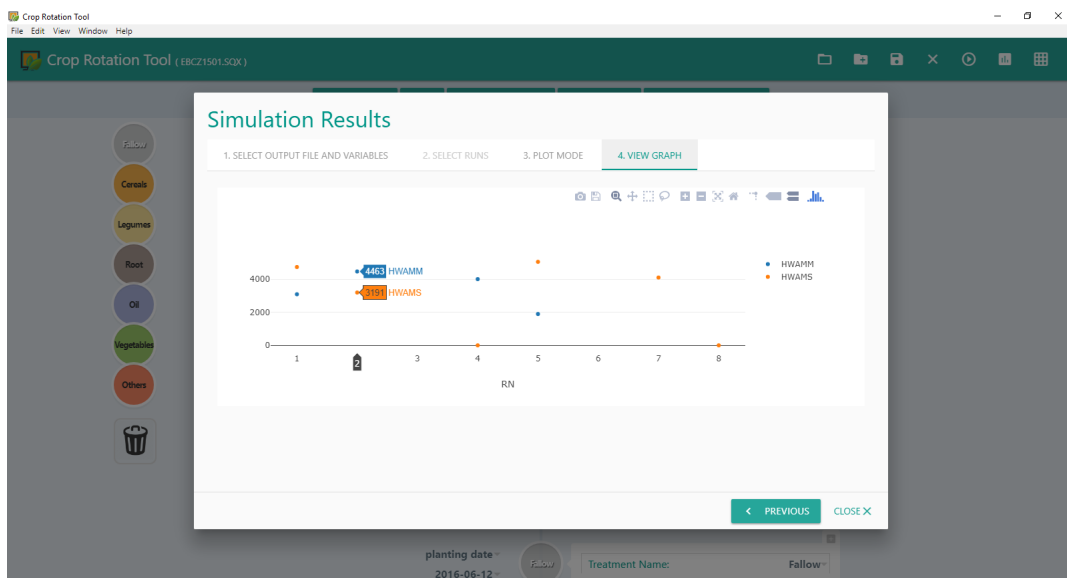 Crop Rotation Tool
File Edit View Window Help
Crop Rotation Tool ( EBCZ1501.SQX )
Simulation Results
1. SELECT OUTPUT FILE AND VARIABLES 2. SELECT RUNS 3. PLOT MODE 4. VIEW GRAPH
Fallow
Cereals
Legumes
Root
Oil
Vegetables
Others
4463 HWAMM
3191 HWAMS
HWAMM
HWAMS
4000
2000
0
1 2 3 4 5 6 7 8
RN
PREVIOUS CLOSE
planting date
2016-06-12
Fallow
Treatment Name: Fallow